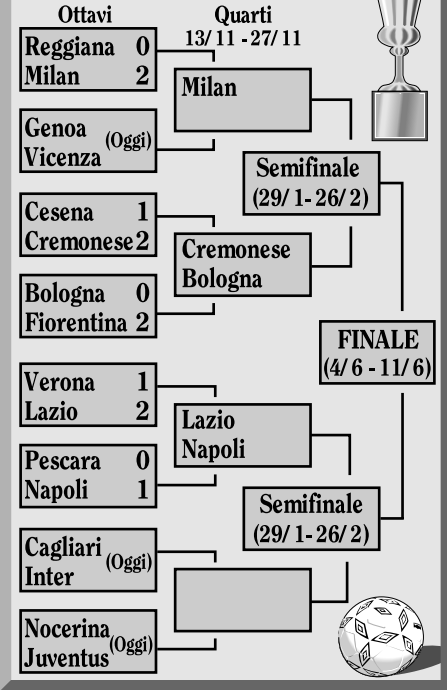 Ottavi
Reggiana 0
Milan 2
Genoa
(Oggi)
Vicenza
Cesena 1
Cremonese 2
Bologna 0
Fiorentina 2
Verona 1
Lazio 2
Pescara 0
Napoli 1
Cagliari
(Oggi)
Inter
Nocerina
(Oggi)
Juventus
Quarti
13/11-27/11
Milan
Cremonese
Bologna
Lazio
Napoli
Semifinale
(29/1-26/2)
Semifinale
(29/1-26/2)
FINALE
(4/6 - 11/6)